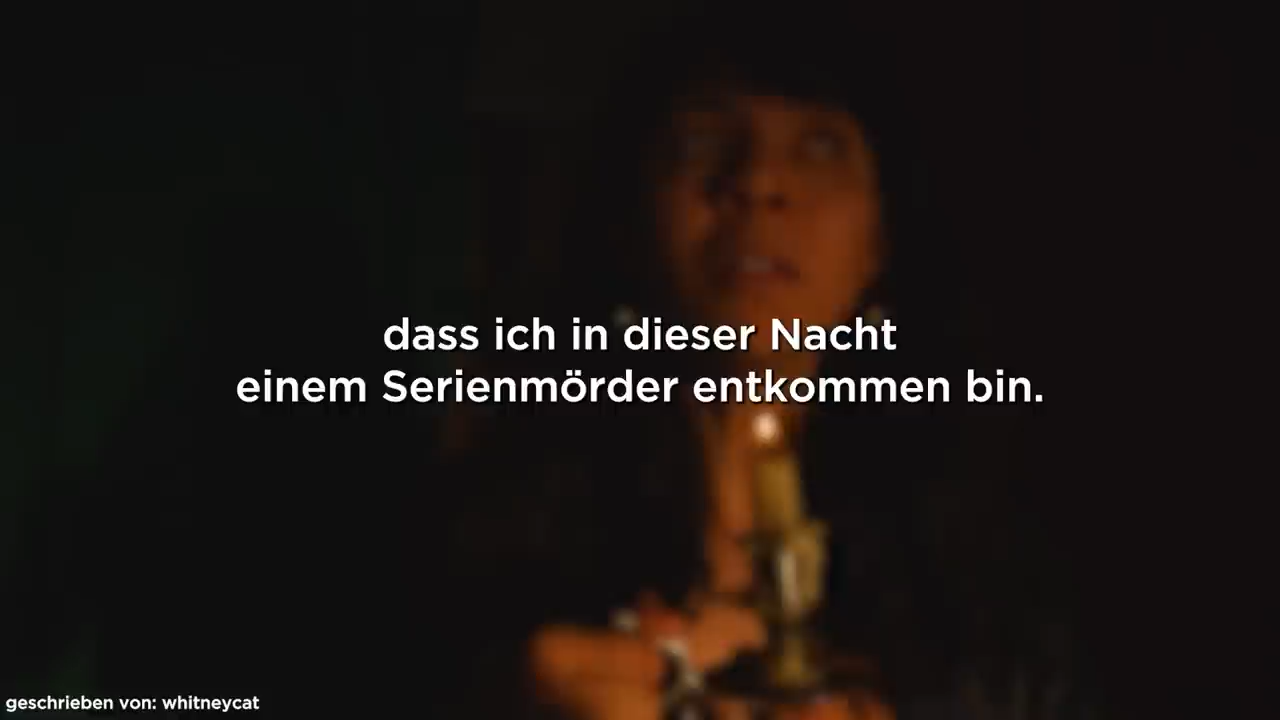 dass ich in dieser Nacht
einem Serienmörder entkommen bin.
geschrieben von: whitneycat